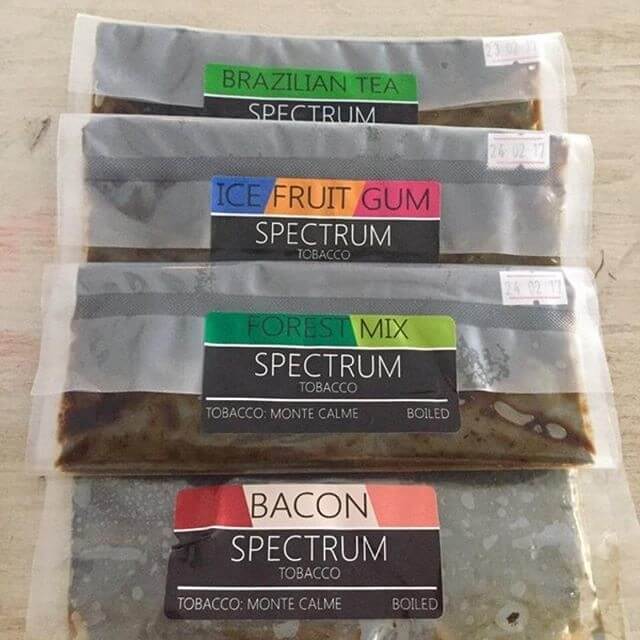 23 02 17
BRAZILIAN TEA
SPECTRUM
24 02 17
ICE FRUIT GUM
SPECTRUM
TOBACCO
24 02 17
FOREST MIX
SPECTRUM
TOBACCO
TOBACCO: MONTE CALME BOILED
BACON
SPECTRUM
TOBACCO
TOBACCO: MONTE CALME BOILED